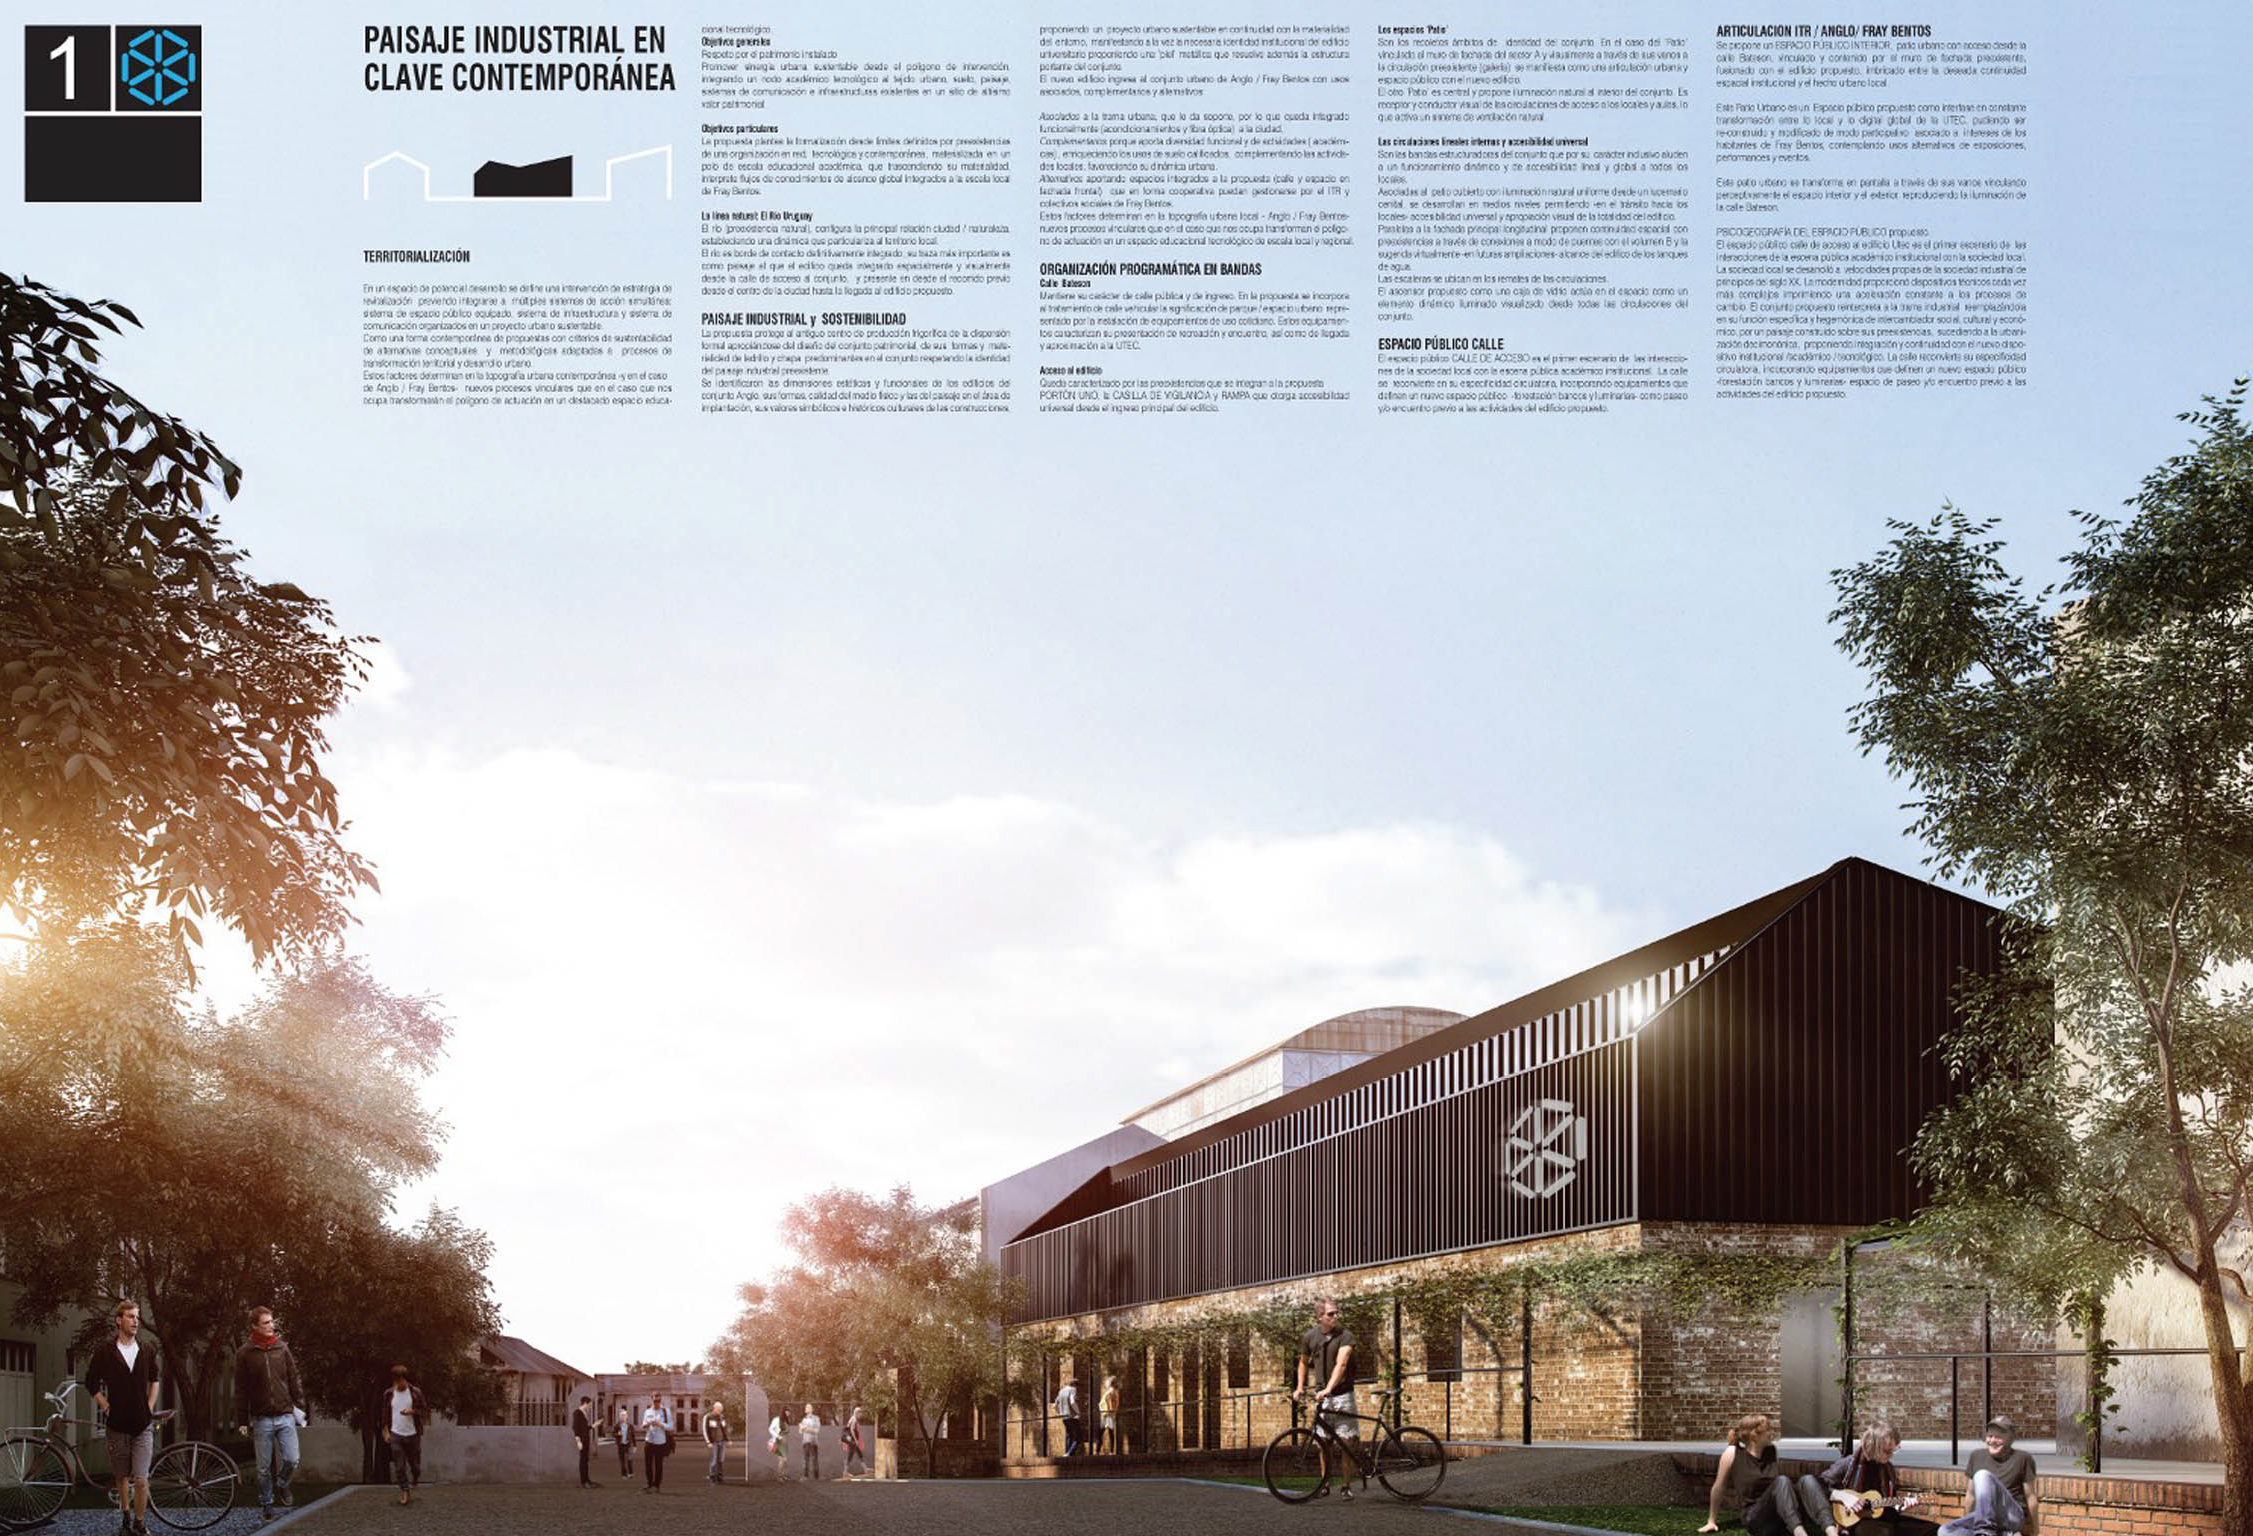 1
PAISAJE INDUSTRIAL EN
CLAVE CONTEMPORÁNEA
TERRITORIALIZACIÓN
En un espacio de potencial desarrollo se define una intervención de estrategia de
revitalización previendo integrarse a múltiples sistemas de acción simultánea:
sistema de espacio público equipado, sistema de infraestructura y sistema de
comunicación organizados en un proyecto urbano sustentable.
Como una forma contemporánea de propuestas con criterios de sustentabilidad
de alternativas conceptuales y metodológicas adaptadas a procesos de
transformación territorial y desarrollo urbano.
Estos factores determinan en la topografía urbana contemporánea -y en el caso
de Anglo / Fray Bentos- nuevos procesos vinculares que en el caso que nos
ocupa transformarán el polígono de actuación en un destacado espacio educa-
cional tecnológico.
Objetivos generales
Respeto por el patrimonio instalado
Promover sinergia urbana sustentable desde el polígono de intervención,
integrando un nodo académico tecnológico al tejido urbano, suelo, paisaje,
sistemas de comunicación e infraestructuras existentes en un sitio de altísimo
valor patrimonial
Objetivos particulares
La propuesta plantea la formalización desde límites definidos por preexistencias
de una organización en red, tecnológica y contemporánea, materializada en un
polo de escala educacional académica, que trascendiendo su materialidad,
interprete flujos de conocimientos de alcance global integrados a la escala local
de Fray Bentos.
La línea natural: El Río Uruguay
El río (preexistencia natural), configura la principal relación ciudad / naturaleza,
estableciendo una dinámica que particulariza al territorio local.
El río es borde de contacto definitivamente integrado, su traza más importante es
como paisaje al que el edifico queda integrado espacialmente y visualmente
desde la calle de acceso al conjunto, y presente en desde el recorrido previo
desde el centro de la ciudad hasta la llegada al edificio propuesto.
PAISAJE INDUSTRIAL y SOSTENIBILIDAD
La propuesta protege al antiguo centro de producción frigorífica de la dispersión
formal apropiándose del diseño del conjunto patrimonial, de sus formas y mate-
rialidad de ladrillo y chapa predominantes en el conjunto respetando la identidad
del paisaje industrial preexistente.
Se identificaron las dimensiones estéticas y funcionales de los edificios del
conjunto Anglo, sus formas, calidad del medio físico y las del paisaje en el área de
implantación, sus valores simbólicos e históricos culturales de las construcciones,
proponiendo un proyecto urbano sustentable en continuidad con la materialidad
del entorno, manifestando a la vez la necesaria identidad institucional del edificio
universitario proponiendo una 'piel' metálica que resuelve además la estructura
portante del conjunto.
El nuevo edificio ingresa al conjunto urbano de Anglo / Fray Bentos con usos
asociados, complementarios y alternativos:
Asociados a la trama urbana, que le da soporte, por lo que queda integrado
funcionalmente (acondicionamientos y fibra óptica) a la ciudad.
Complementarios porque aporta diversidad funcional y de actividades ( académi-
cas), enriqueciendo los usos de suelo calificados, complementando las activida-
des locales, favoreciendo su dinámica urbana.
Alternativos aportando espacios integrados a la propuesta (calle y espacio en
fachada frontal) que en forma cooperativa puedan gestionarse por el ITR y
colectivos sociales de Fray Bentos.
Estos factores determinan en la topografía urbana local - Anglo / Fray Bentos-
nuevos procesos vinculares que en el caso que nos ocupa transforman el polígo-
no de actuación en un espacio educacional tecnológico de escala local y regional.
ORGANIZACIÓN PROGRAMÁTICA EN BANDAS
Calle Bateson
Mantiene su carácter de calle pública y de ingreso. En la propuesta se incorpora
al tratamiento de calle vehicular la significación de parque / espacio urbano repre-
sentado por la instalación de equipamientos de uso cotidiano. Estos equipamien-
tos caracterizan su presentación de recreación y encuentro, así como de llegada
y aproximación a la UTEC.
Acceso al edificio
Queda caracterizado por las preexistencias que se integran a la propuesta
PORTÓN UNO, la CASILLA DE VIGILANCIA y RAMPA que otorga accesibilidad
universal desde el ingreso principal del edificio.
Los espacios 'Patio'
Son los recoletos ámbitos de identidad del conjunto. En el caso del 'Patio'
vinculado al muro de fachada del sector A y visualmente a través de sus vanos a
la circulación preexistente (galería) se manifiesta como una articulación urbana y
espacio público con el nuevo edificio.
El otro 'Patio' es central y propone iluminación natural al interior del conjunto. Es
receptor y conductor visual de las circulaciones de acceso a los locales y aulas, lo
que activa un sistema de ventilación natural.
Las circulaciones lineales internas y accesibilidad universal
Son las bandas estructuradoras del conjunto que por su carácter inclusivo aluden
a un funcionamiento dinámico y de accesibilidad lineal y global a todos los
locales.
Asociadas al patio cubierto con iluminación natural uniforme desde un lucernario
cenital, se desarrollan en medios niveles permitiendo -en el tránsito hacia los
locales- accesibilidad universal y apropiación visual de la totalidad del edificio.
Paralelas a la fachada principal longitudinal proponen continuidad espacial con
preexistencias a través de conexiones a modo de puentes con el volumen B y la
sugerida virtualmente -en futuras ampliaciones- alcance del edifico de los tanques
de agua.
Las escaleras se ubican en los remates de las circulaciones.
El ascensor propuesto como una caja de vidrio actúa en el espacio como un
elemento dinámico iluminado visualizado desde todas las circulaciones del
conjunto.
ESPACIO PÚBLICO CALLE
El espacio público CALLE DE ACCESO es el primer escenario de las interaccio-
nes de la sociedad local con la escena pública académico institucional. La calle
se reconvierte en su especificidad circulatoria, incorporando equipamientos que
definen un nuevo espacio público -forestación bancos y luminarias- como paseo
y/o encuentro previo a las actividades del edificio propuesto.
ARTICULACION ITR / ANGLO/ FRAY BENTOS
Se propone un ESPACIO PUBLICO INTERIOR, patio urbano con acceso desde la
calle Bateson, vinculado y contenido por el muro de fachada preexistente,
fusionado con el edificio propuesto, imbricado entre la deseada continuidad
espacial institucional y el hecho urbano local.
Este Patio Urbano es un Espacio público propuesto como interfase en constante
transformación entre lo local y lo digital global de la UTEC, pudiendo ser
re-construido y modificado de modo participativo asociado a intereses de los
habitantes de Fray Bentos, contemplando usos alternativos de exposiciones,
performances y eventos.
Este patio urbano se transforma en pantalla a través de sus vanos vinculando
perceptivamente el espacio interior y el exterior, reproduciendo la iluminación de
la calle Bateson.
PSICOGEOGRAFÍA DEL ESPACIO PÚBLICO propuesto.
El espacio público calle de acceso al edificio Utec es el primer escenario de las
interacciones de la escena pública académico institucional con la sociedad local.
La sociedad local se desarrolló a velocidades propias de la sociedad industrial de
principios del siglo XX. La modernidad proporcionó dispositivos técnicos cada vez
más complejos imprimiendo una aceleración constante a los procesos de
cambio. El conjunto propuesto reinterpreta a la trama industrial reemplazándola
en su función específica y hegemónica de intercambiador social, cultural y econó-
mico, por un paisaje construido sobre sus preexistencias, sucediendo a la urbani-
zación decimonónica, proponiendo integración y continuidad con el nuevo dispo-
sitivo institucional /académico / tecnológico. La calle reconvierte su especificidad
circulatoria, incorporando equipamientos que definen un nuevo espacio público
-forestación bancos y luminarias- espacio de paseo y/o encuentro previo a las
actividades del edificio propuesto.